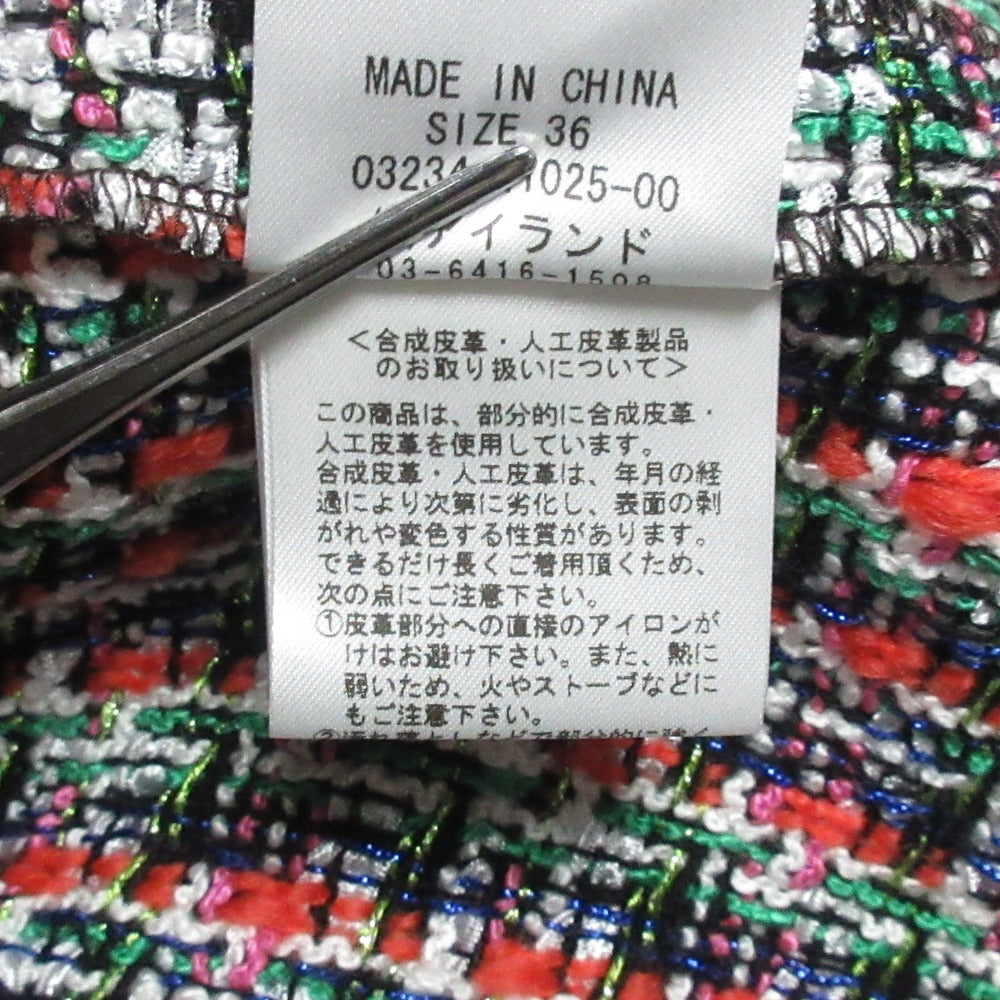 MADE IN CHINA
SIZE 36
03234 1025-00
アイランド
03-6416-1508
<合成皮革・人工皮革製品
のお取り扱いについて>
この商品は、部分的に合成皮革・
人工皮革を使用しています。
合成皮革・人工皮革は、年月の経
過により次第に劣化し、表面の剥
がれや変色する性質があります。
できるだけ長くご着用頂くため、
次の点にご注意下さい。
①皮革部分への直接のアイロンが
けはお避け下さい。また、熱に
弱いため、火やストーブなどに
もご注意下さい。